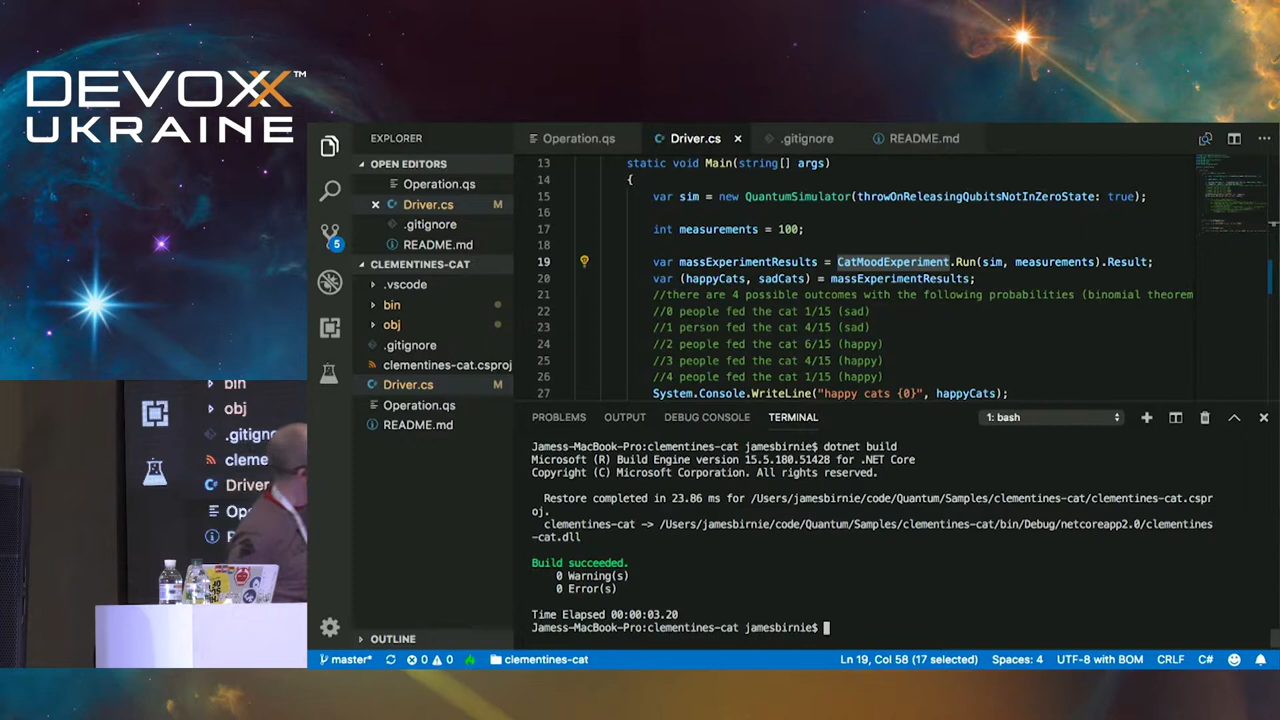 DEVOXX™
UKRAINE
EXPLORER
OPEN EDITORS
Operation.qs
Driver.cs M
.gitignore
README.md
CLEMENTINES-CAT
.vscode
bin
obj
.gitignore
clementines-cat.csproj
Driver.cs M
Operation.qs
README.md
OUTLINE
5
Operation.qs Driver.cs .gitignore README.md
13 static void Main(string[] args)
14 {
15 var sim = new QuantumSimulator(throwOnReleasingQubitsNotInZeroState: true);
16
17 int measurements = 100;
18
19 var massExperimentResults = CatMoodExperiment.Run(sim, measurements).Result;
20 var (happyCats, sadCats) = massExperimentResults;
21 //there are 4 possible outcomes with the following probabilities (binomial theorem
22 //0 people fed the cat 1/15 (sad)
23 //1 person fed the cat 4/15 (sad)
24 //2 people fed the cat 6/15 (happy)
25 //3 people fed the cat 4/15 (happy)
26 //4 people fed the cat 1/15 (happy)
27 System.Console.WriteLine("happy cats {0}", happyCats);
PROBLEMS OUTPUT DEBUG CONSOLE TERMINAL 1: bash
Jamess-MacBook-Pro:clementines-cat jamesbirnie$ dotnet build
Microsoft (R) Build Engine version 15.5.180.51428 for .NET Core
Copyright (C) Microsoft Corporation. All rights reserved.
Restore completed in 23.86 ms for /Users/jamesbirnie/code/Quantum/Samples/clementines-cat/clementines-cat.cspr
oj.
clementines-cat -> /Users/jamesbirnie/code/Quantum/Samples/clementines-cat/bin/Debug/netcoreapp2.0/clementines
-cat.dll
Build succeeded.
0 Warning(s)
0 Error(s)
Time Elapsed 00:00:03.20
Jamess-MacBook-Pro:clementines-cat jamesbirnie$
master* 0 0 clementines-cat Ln 19, Col 58 (17 selected) Spaces: 4 UTF-8 with BOM CRLF C#
bin
obj
.gitigno
cleme
Driver
Ope